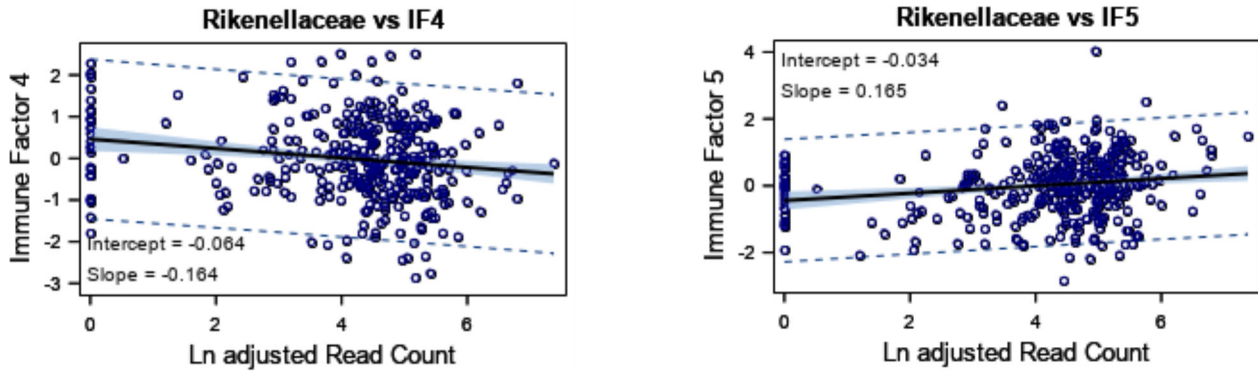 Rikenellaceae vs IF4
Immune Factor 4
2
1
0
-1
-2
-3
Intercept = -0.064
Slope = -0.164
0
2
4
6
Ln adjusted Read Count
Rikenellaceae vs IF5
Immune Factor 5
4
2
0
-2
Intercept = -0.034
Slope = 0.165
0
2
4
6
Ln adjusted Read Count